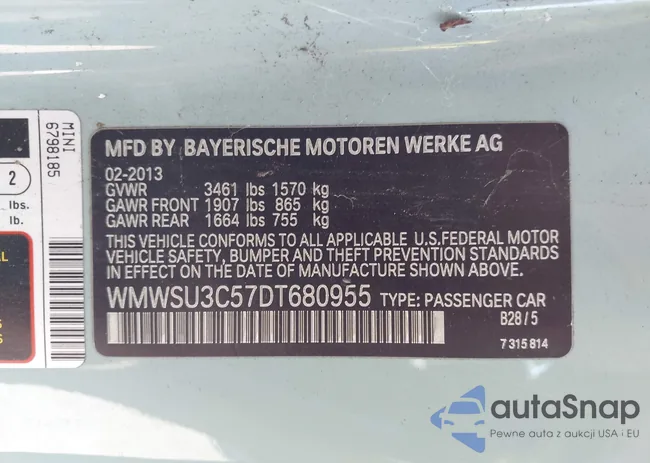 MINI
6798185
2
lbs.
lb.
AL
MFD BY BAYERISCHE MOTOREN WERKE AG
02-2013
GVWR 3461 lbs 1570 kg
GAWR FRONT 1907 lbs 865 kg
GAWR REAR 1664 lbs 755 kg
THIS VEHICLE CONFORMS TO ALL APPLICABLE U.S.FEDERAL MOTOR
VEHICLE SAFETY, BUMPER AND THEFT PREVENTION STANDARDS
IN EFFECT ON THE DATE OF MANUFACTURE SHOWN ABOVE.
WMWSU3C57DT680955 TYPE: PASSENGER CAR
B28/5
7 315 814
autaSnap
Pewne auta z aukcji USA i EU